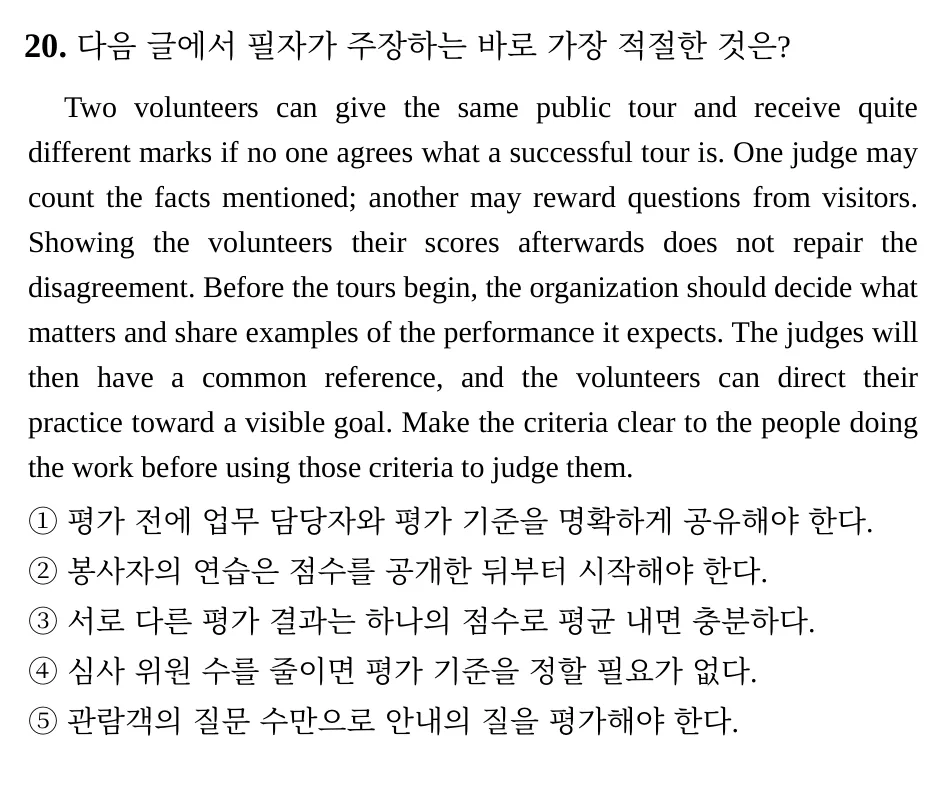 20. 다음 글에서 필자가 주장하는 바로 가장 적절한 것은?
Two volunteers can give the same public tour and receive quite
different marks if no one agrees what a successful tour is. One judge may
count the facts mentioned; another may reward questions from visitors.
Showing the volunteers their scores afterwards does not repair the
disagreement. Before the tours begin, the organization should decide what
matters and share examples of the performance it expects. The judges will
then have a common reference, and the volunteers can direct their
practice toward a visible goal. Make the criteria clear to the people doing
the work before using those criteria to judge them.
① 평가 전에 업무 담당자와 평가 기준을 명확하게 공유해야 한다.
② 봉사자의 연습은 점수를 공개한 뒤부터 시작해야 한다.
③ 서로 다른 평가 결과는 하나의 점수로 평균 내면 충분하다.
④ 심사 위원 수를 줄이면 평가 기준을 정할 필요가 없다.
⑤ 관람객의 질문 수만으로 안내의 질을 평가해야 한다.